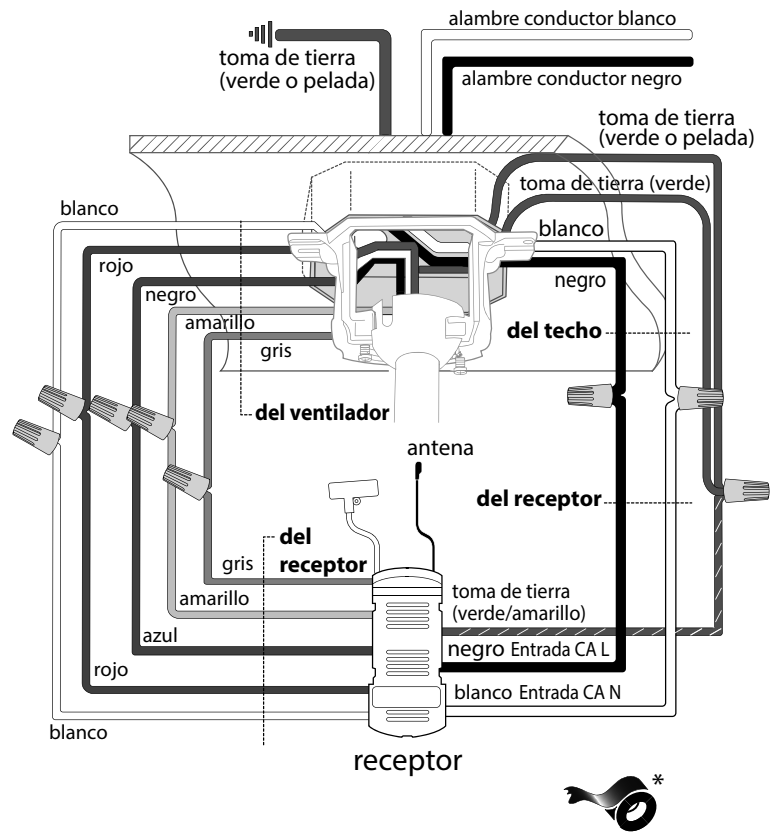 alambre conductor blanco
toma de tierra
(verde o pelada)
alambre conductor negro
toma de tierra
(verde o pelada)
toma de tierra (verde)
blanco
blanco
rojo
negro
negro
amarillo
gris
del techo
del ventilador
antena
del receptor
del
receptor
gris
amarillo
toma de tierra
(verde/amarillo)
azul
negro Entrada CA L
rojo
blanco Entrada CA N
blanco
receptor
*